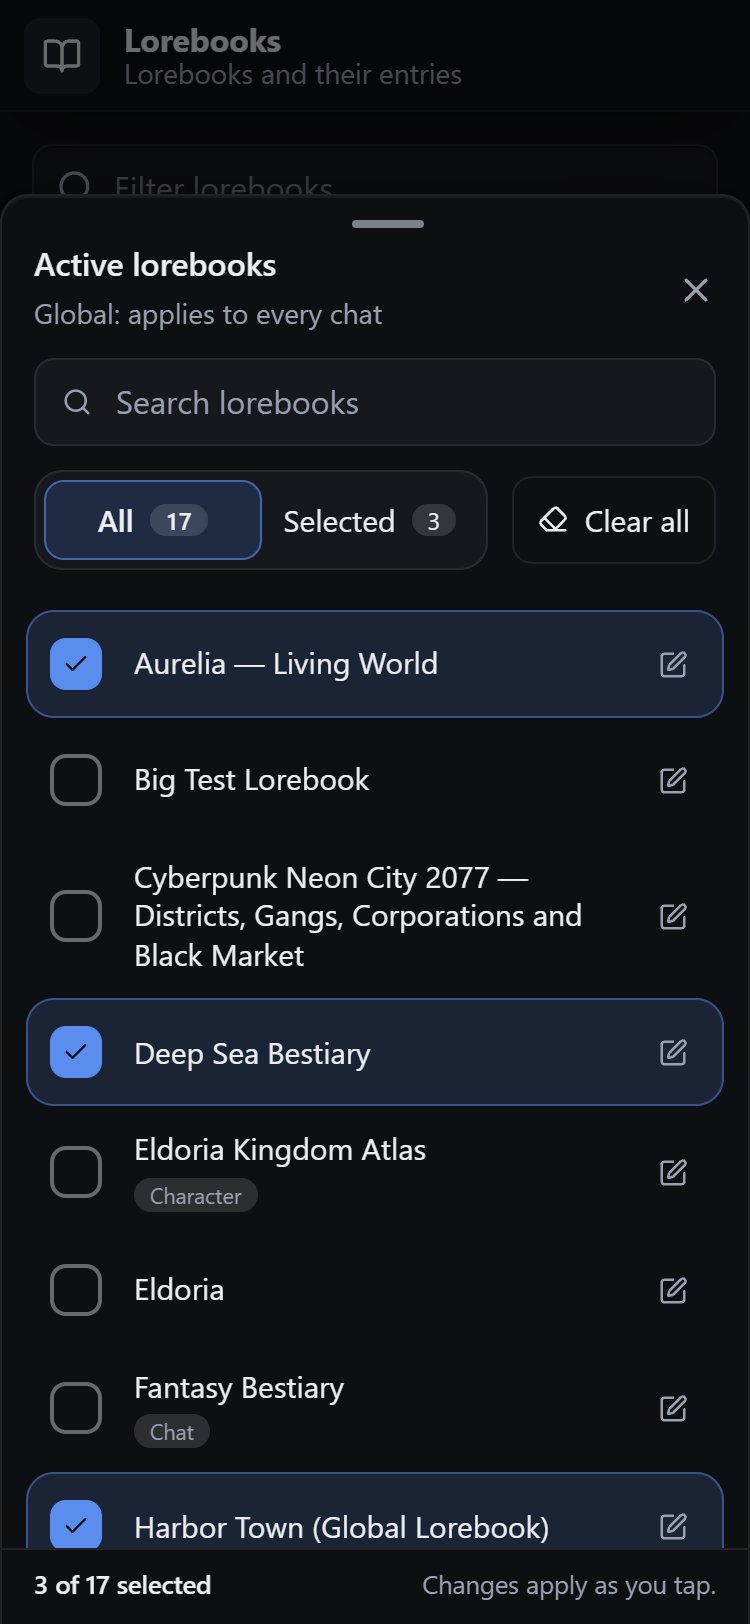 Lorebooks
Lorebooks and their entries
Filter lorebooks
Active lorebooks
Global: applies to every chat
Search lorebooks
All 17 Selected 3 Clear all
Aurelia — Living World
Big Test Lorebook
Cyberpunk Neon City 2077 —
Districts, Gangs, Corporations and
Black Market
Deep Sea Bestiary
Eldoria Kingdom Atlas
Character
Eldoria
Fantasy Bestiary
Chat
Harbor Town (Global Lorebook)
3 of 17 selected Changes apply as you tap.